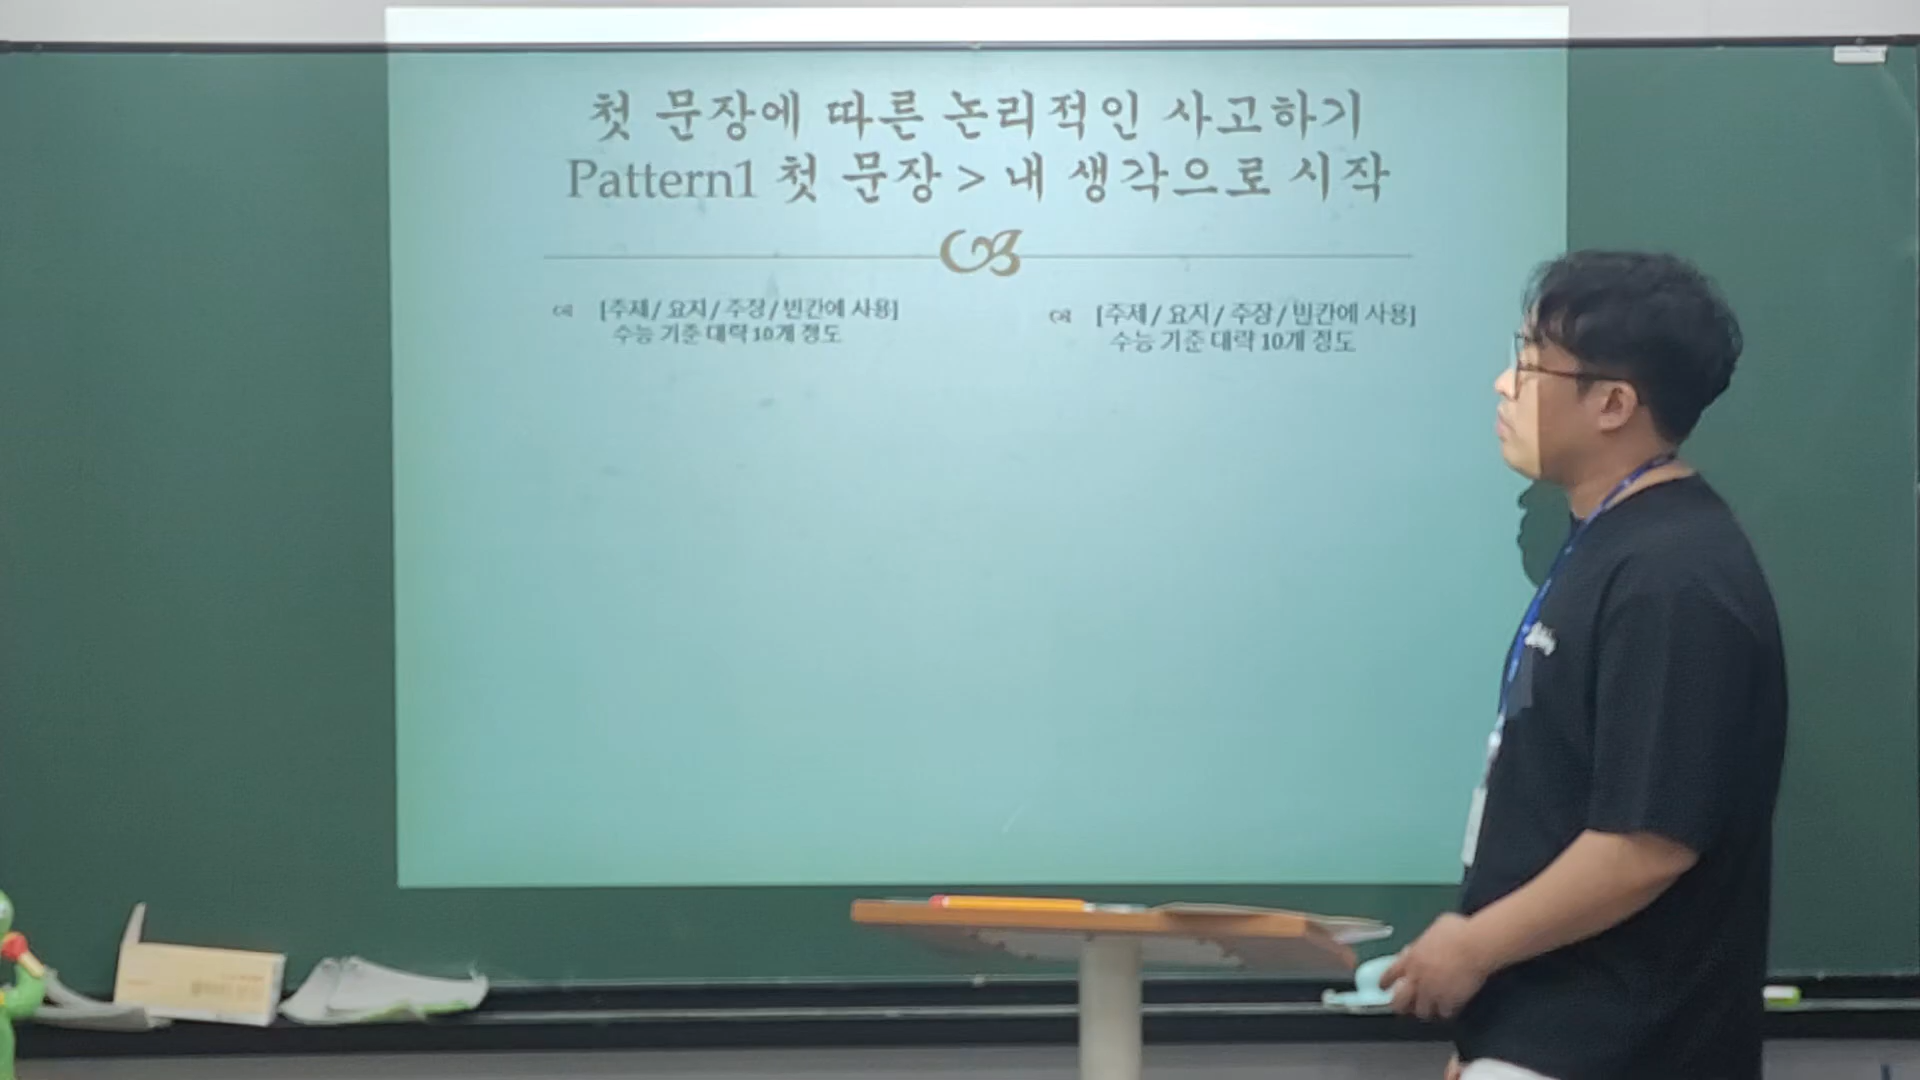 첫 문장에 따른 논리적인 사고하기
Pattern1 첫 문장 > 내 생각으로 시작
[주제 / 요지 / 주장 / 빈칸에 사용]
수능 기준 대략 10개 정도
[주제 / 요지 / 주장 / 빈칸에 사용]
수능 기준 대략 10개 정도